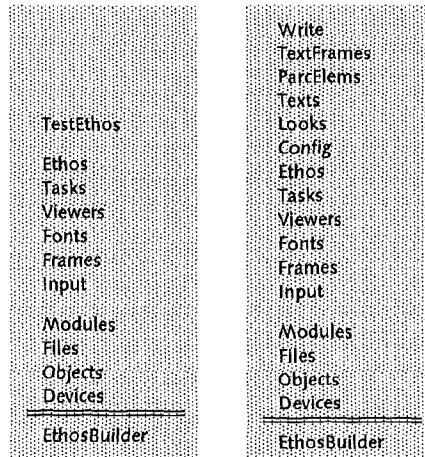 TestEthos
Ethos
Tasks
Viewers
Fonts
Frames
Input
Modules
Files
Objects
Devices
EthosBuilder
Write
TextFrames
ParcElems
Texts
Looks
Config
Ethos
Tasks
Viewers
Fonts
Frames
Input
Modules
Files
Objects
Devices
EthosBuilder